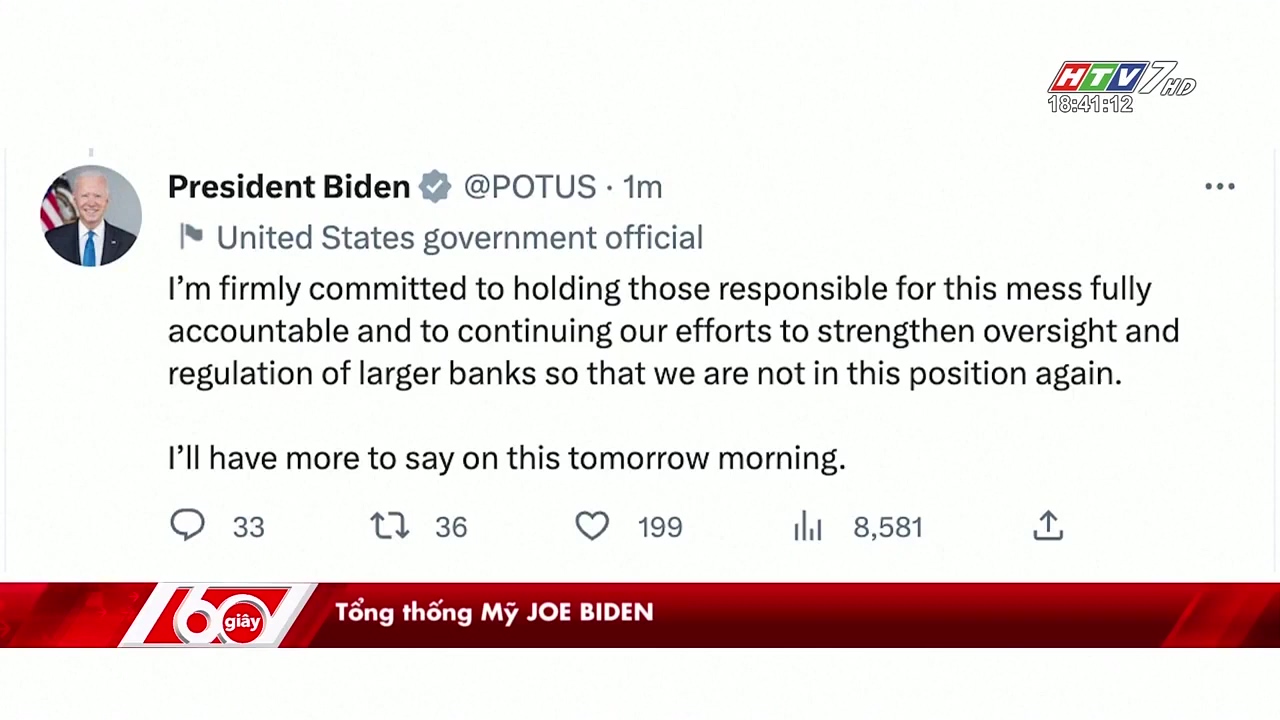 HTV7HD
18:41:12
President Biden @POTUS · 1m
United States government official
I'm firmly committed to holding those responsible for this mess fully
accountable and to continuing our efforts to strengthen oversight and
regulation of larger banks so that we are not in this position again.
I'll have more to say on this tomorrow morning.
33 36 199 8,581
60 giây
Tổng thống Mỹ JOE BIDEN